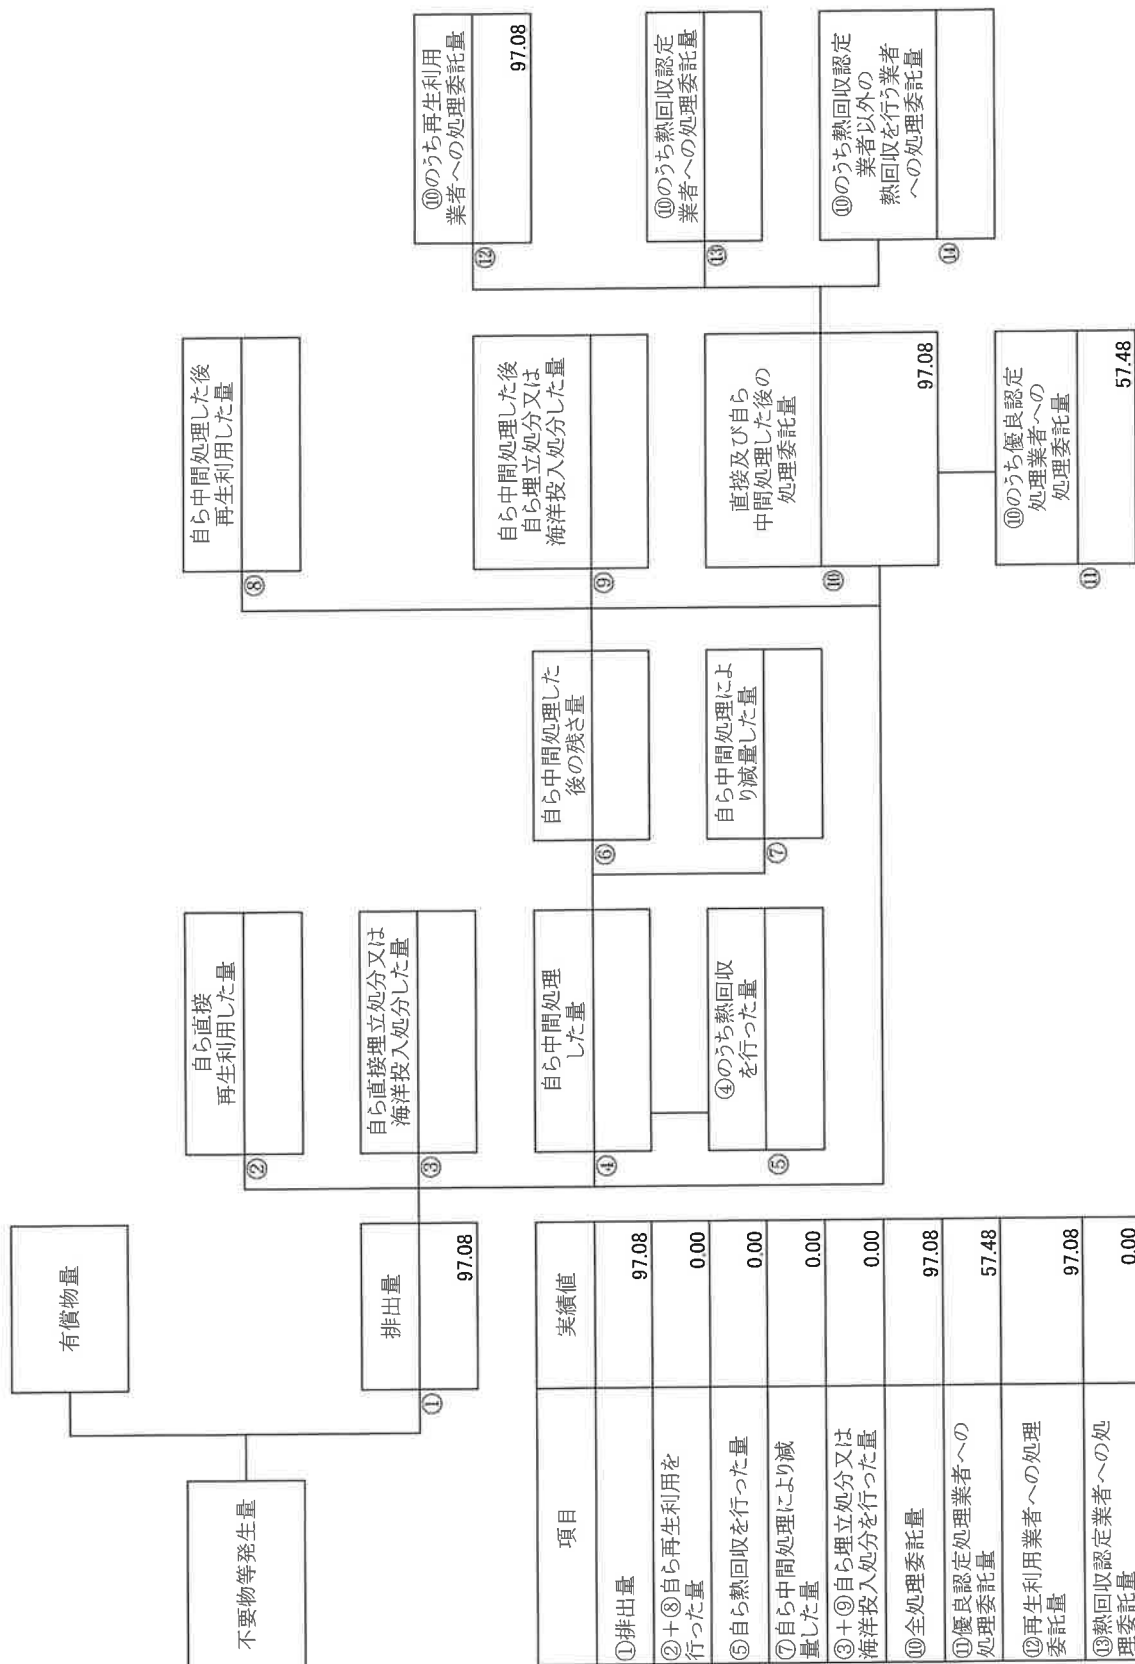 有償物量
不要物等発生量
排出量
①
97.08
自ら直接
再生利用した量
②
自ら直接埋立処分又は
海洋投入処分した量
③
自ら中間処理
した量
④
④のうち熱回収
を行った量
⑤
自ら中間処理した
後の残さ量
⑥
自ら中間処理によ
り減量した量
⑦
自ら中間処理した後
再生利用した量
⑧
自ら中間処理した後
自ら埋立処分又は
海洋投入処分した量
⑨
直接及び自ら
中間処理した後の
処理委託量
⑩
97.08
⑩のうち優良認定
処理業者への
処理委託量
⑪
57.48
⑩のうち再生利用
業者への処理委託量
⑫
97.08
⑩のうち熱回収認定
業者への処理委託量
⑬
⑩のうち熱回収認定
業者以外の
熱回収を行う業者
への処理委託量
⑭
項目 実績値
①排出量 97.08
②+⑧自ら再生利用を
行った量 0.00
⑤自ら熱回収を行った量 0.00
⑦自ら中間処理により減
量した量 0.00
③+⑨自ら埋立処分又は
海洋投入処分を行った量 0.00
⑩全処理委託量 97.08
⑪優良認定処理業者への
処理委託量 57.48
⑫再生利用業者への処理
委託量 97.08
⑬熱回収認定業者への処
理委託量 0.00